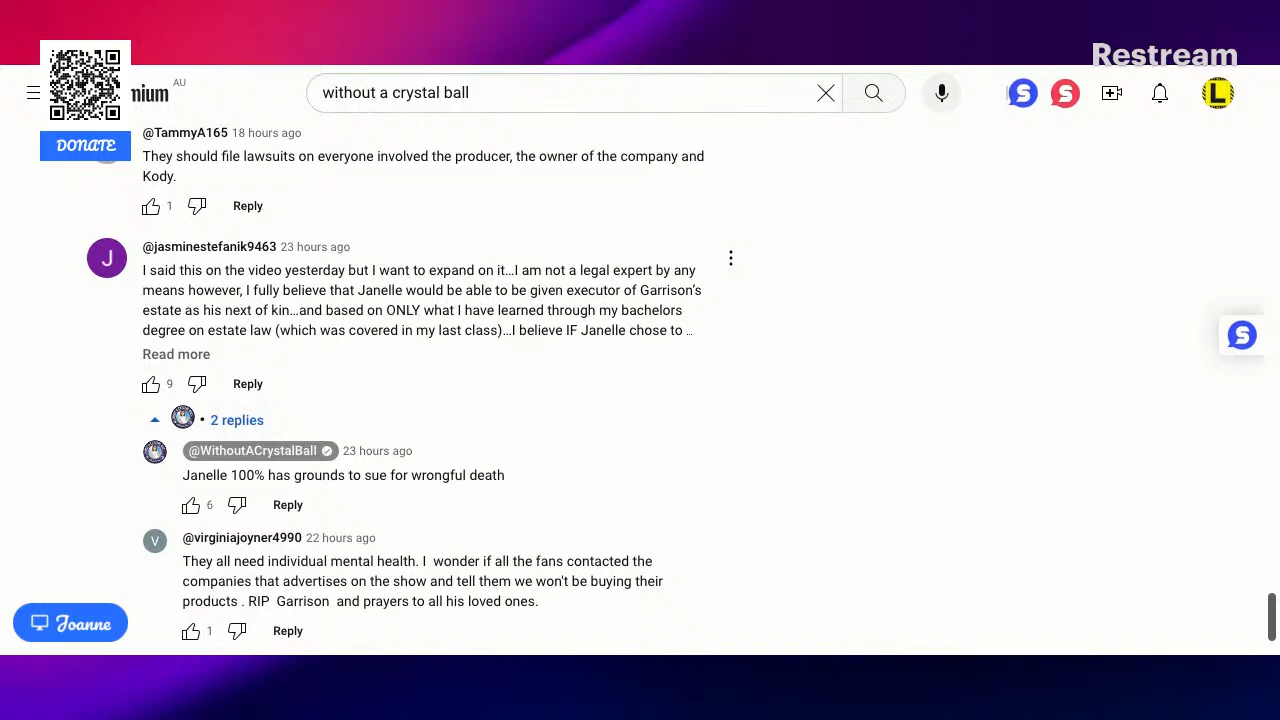 Restream
mium AU
without a crystal ball
L
DONATE
@TammyA165 18 hours ago
They should file lawsuits on everyone involved the producer, the owner of the company and
Kody.
1 Reply
J
@jasminestefanik9463 23 hours ago
I said this on the video yesterday but I want to expand on it…I am not a legal expert by any
means however, I fully believe that Janelle would be able to be given executor of Garrison’s
estate as his next of kin…and based on ONLY what I have learned through my bachelors
degree on estate law (which was covered in my last class)…I believe IF Janelle chose to …
Read more
9 Reply
• 2 replies
@WithoutACrystalBall 23 hours ago
Janelle 100% has grounds to sue for wrongful death
6 Reply
V
@virginiajoyner4990 22 hours ago
They all need individual mental health. I  wonder if all the fans contacted the
companies that advertises on the show and tell them we won't be buying their
products . RIP  Garrison  and prayers to all his loved ones.
Joanne
1 Reply